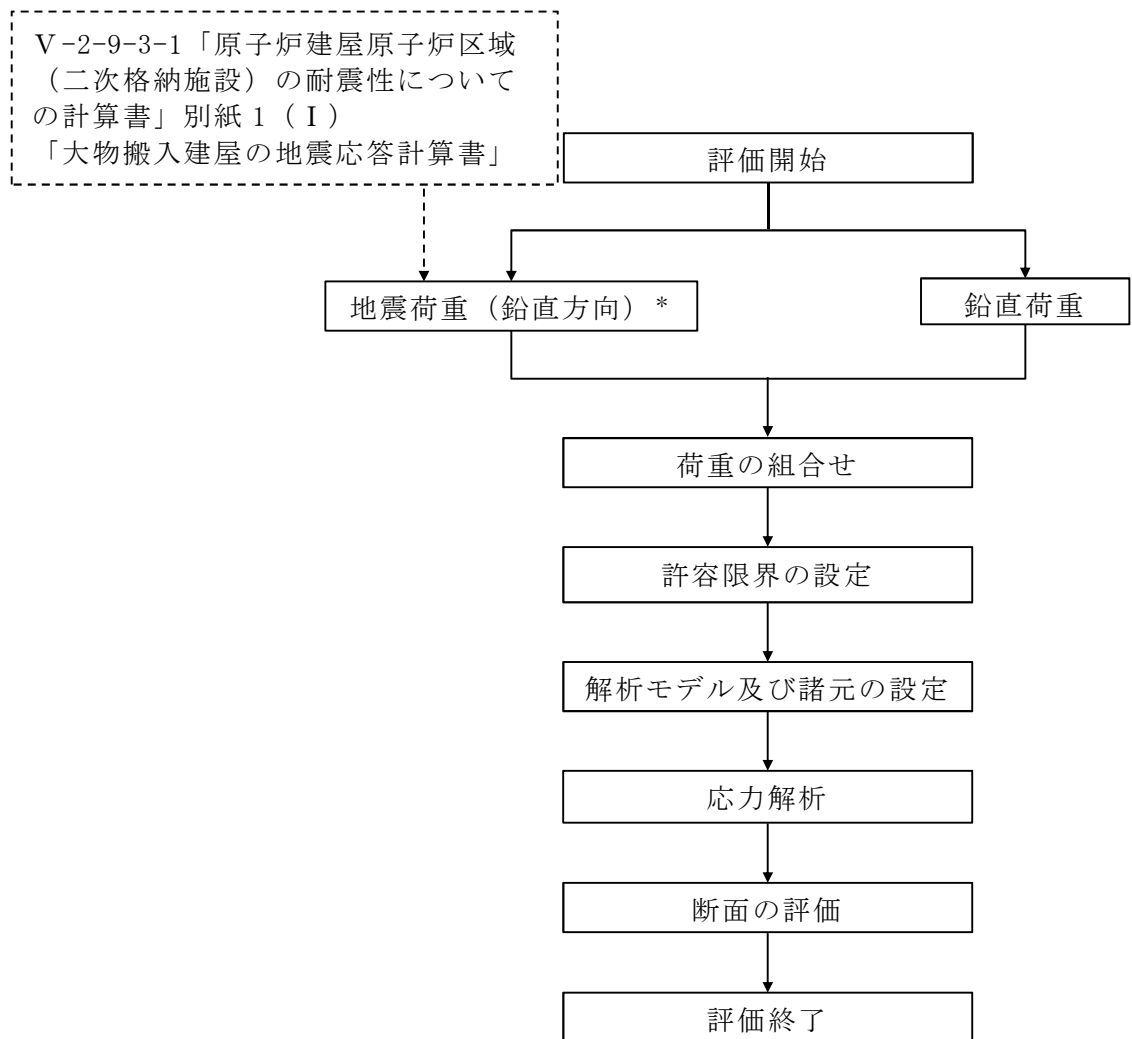 Ⅴ-2-9-3-1「原子炉建屋原子炉区域
(二次格納施設)の耐震性について
の計算書」別紙 1(Ⅰ)
「大物搬入建屋の地震応答計算書」
評価開始
地震荷重(鉛直方向)*
鉛直荷重
荷重の組合せ
許容限界の設定
解析モデル及び諸元の設定
応力解析
断面の評価
評価終了